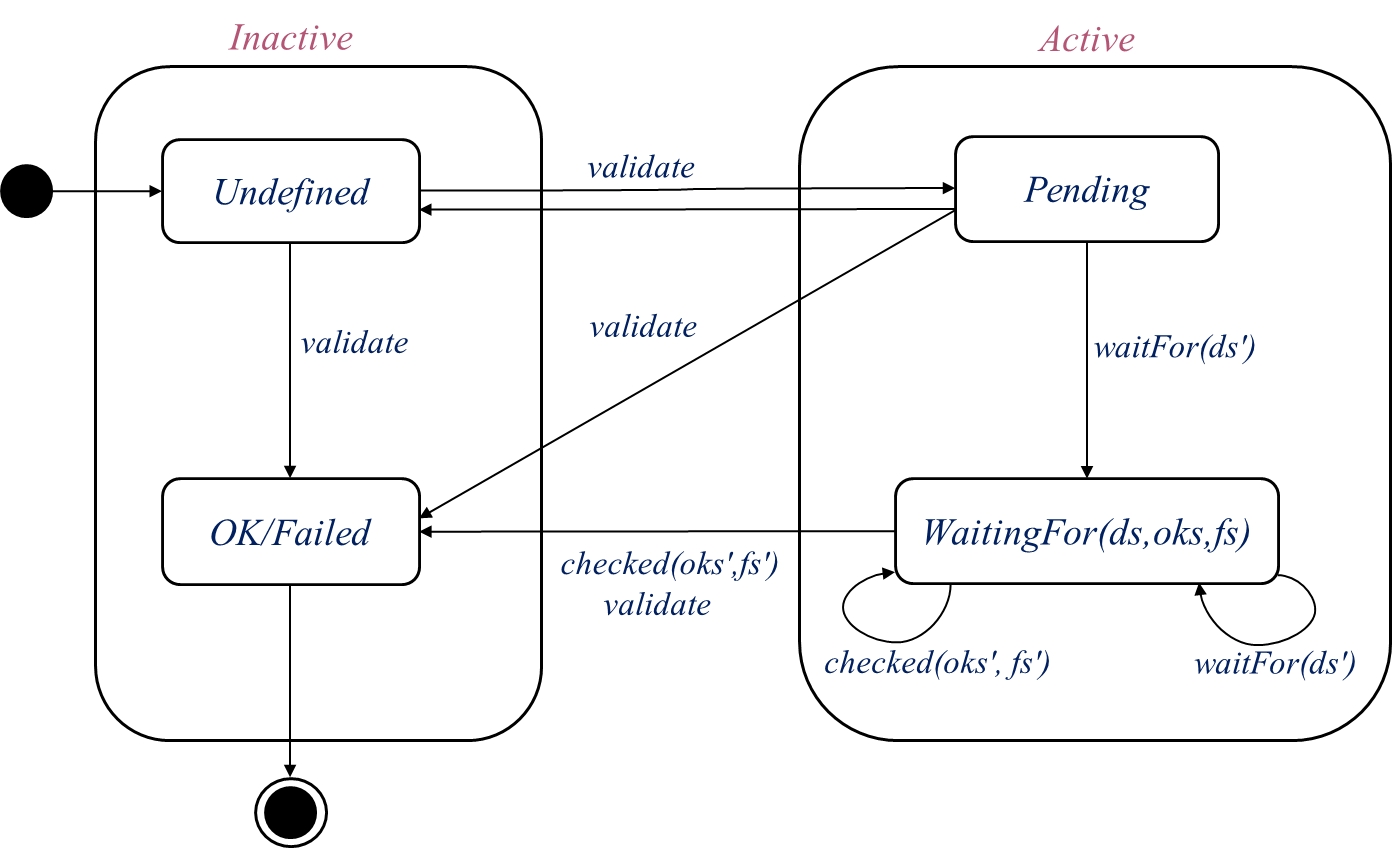 Inactive
Active
validate
Undefined
Pending
validate
validate
waitFor(ds')
OK/Failed
WaitingFor(ds,oks,fs)
checked(oks',fs')
validate
checked(oks', fs')
waitFor(ds')